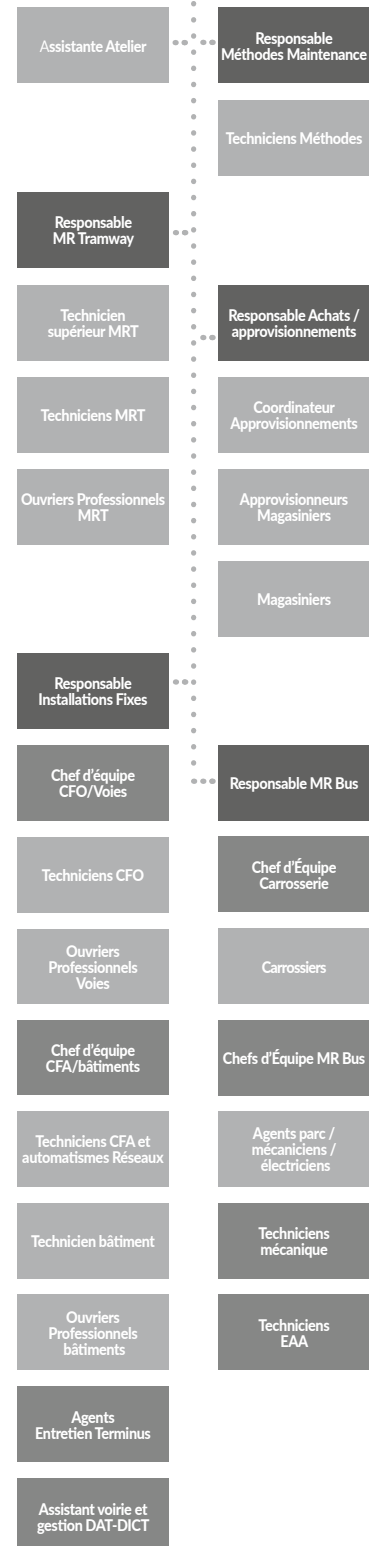 Assistante Atelier
Responsable
Méthodes Maintenance
Techniciens Méthodes
Responsable
MR Tramway
Technicien
supérieur MRT
Techniciens MRT
Ouvriers Professionnels
MRT
Responsable Achats /
approvisionnements
Coordinateur
Approvisionnements
Approvisionneurs
Magasiniers
Magasiniers
Responsable
Installations Fixes
Chef d’équipe
CFO/Voies
Techniciens CFO
Ouvriers
Professionnels
Voies
Chef d’équipe
CFA/bâtiments
Techniciens CFA et
automatismes Réseaux
Technicien bâtiment
Ouvriers
Professionnels
bâtiments
Agents
Entretien Terminus
Assistant voirie et
gestion DAT-DICT
Responsable MR Bus
Chef d’Équipe
Carrosserie
Carrossiers
Chefs d’Équipe MR Bus
Agents parc /
mécaniciens /
électriciens
Techniciens
mécanique
Techniciens
EAA